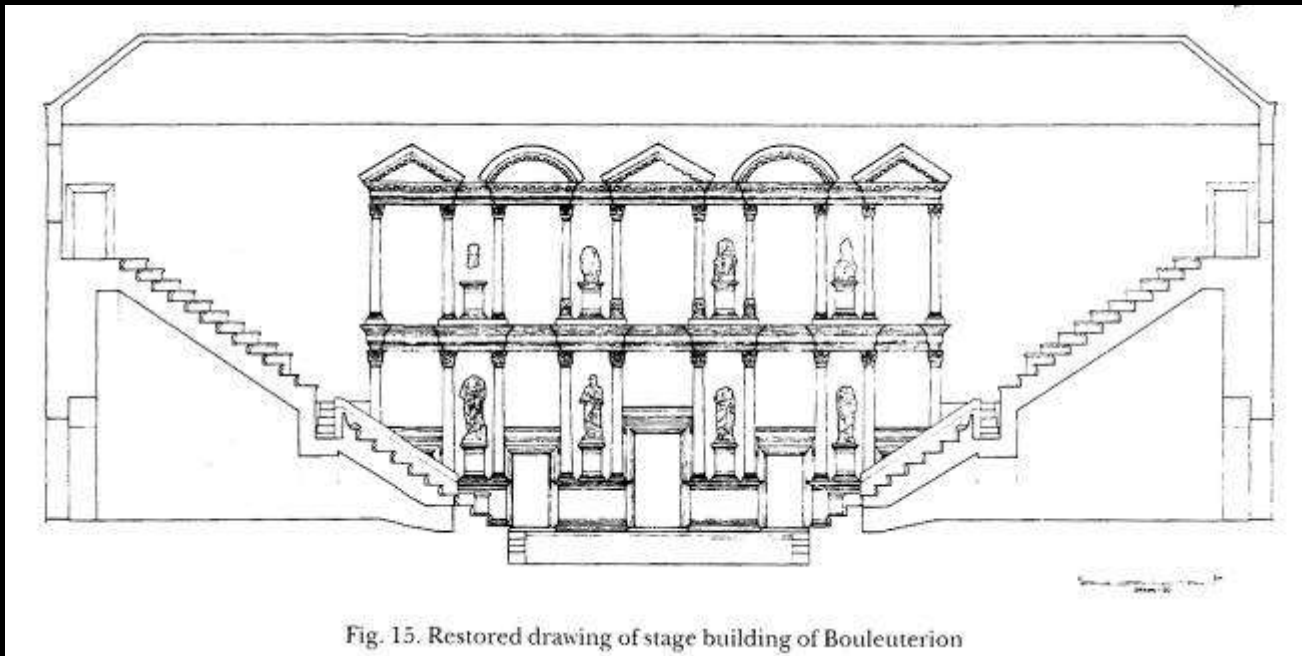 Fig. 15. Restored drawing of stage building of Bouleuterion